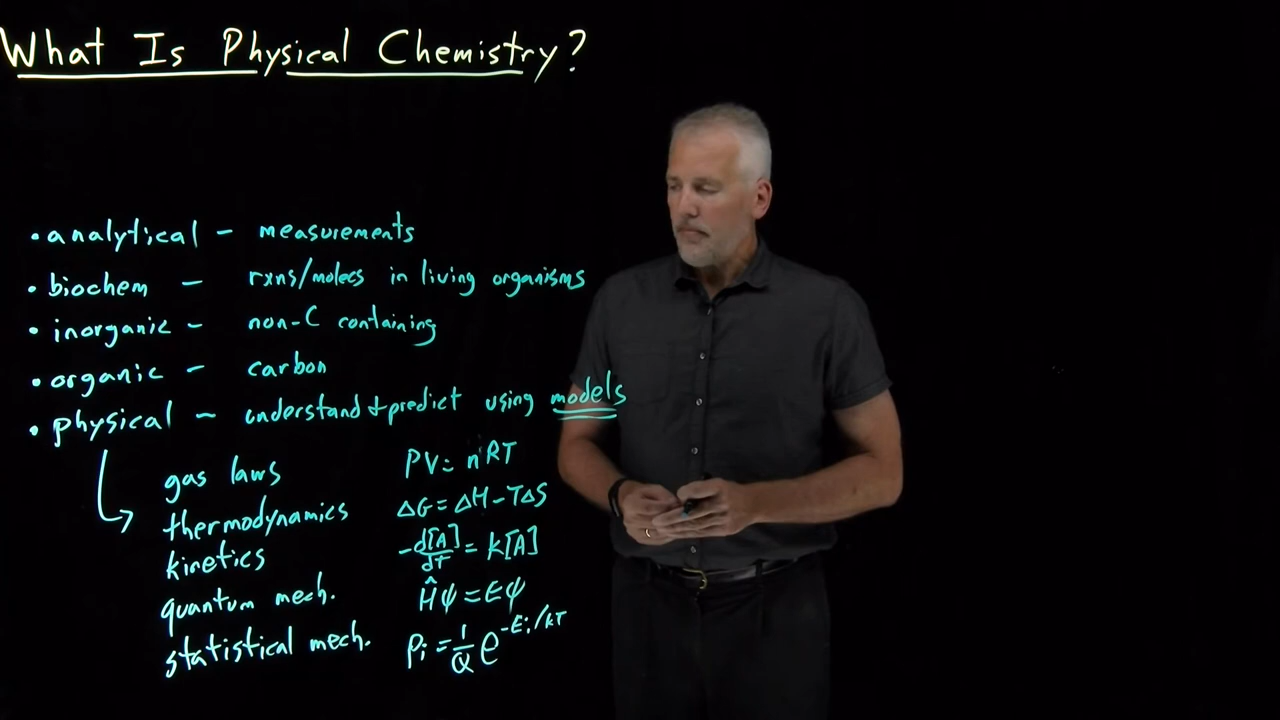 What Is Physical Chemistry?
• analytical – measurements
• biochem – rxns/molecs in living organisms
• inorganic – non-C containing
• organic – carbon
• physical – understand + predict using models
gas laws PV = nRT
thermodynamics ΔG = ΔH - TΔS
kinetics -d[A]/dt = k[A]
quantum mech. Ĥψ = Eψ
statistical mech. Pi = 1/Q e^-Ei/kT